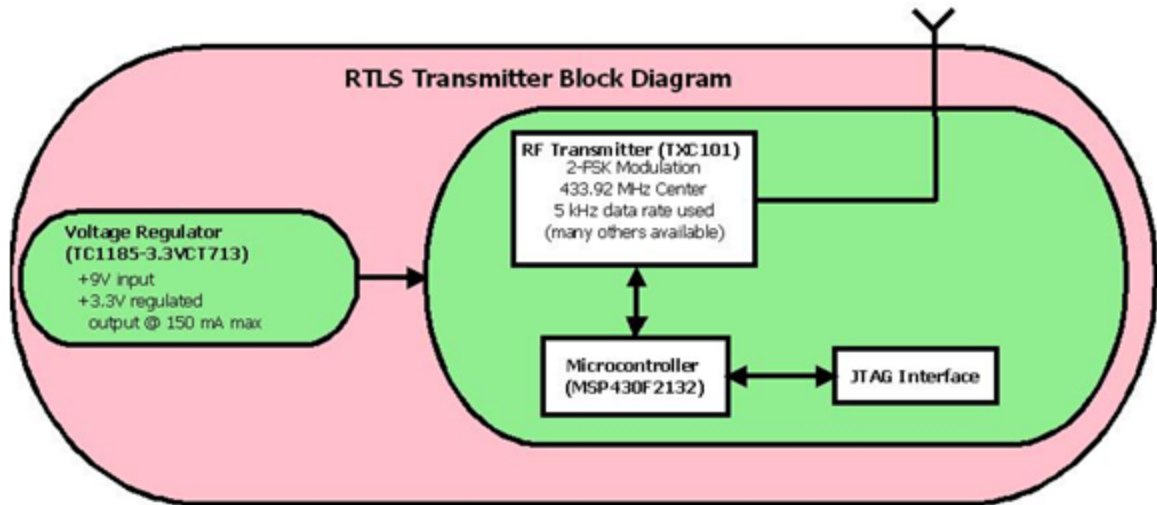 RTLS Transmitter Block Diagram
RF Transmitter (TXC101)
2-FSK Modulation
433.92 MHz Center
5 kHz data rate used
(many others available)
Voltage Regulator
(TC1185-3.3VCT713)
+9V input
+3.3V regulated
output @ 150 mA max
Microcontroller
(MSP430F2132)
JTAG Interface